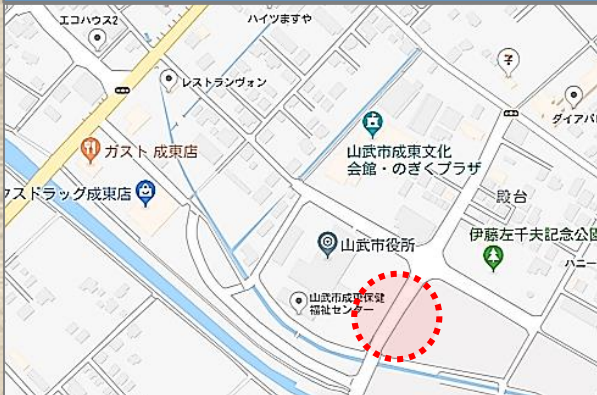 エコハウス2
ハイツますや
レストランヴォン
ダイアパ
ガスト 成東店
山武市成東文化
会館・のぎくプラザ
ァストラッグ成東店
殿台
山武市役所
伊藤左千夫記念公園
ハニー
山武市成東保健
福祉センター